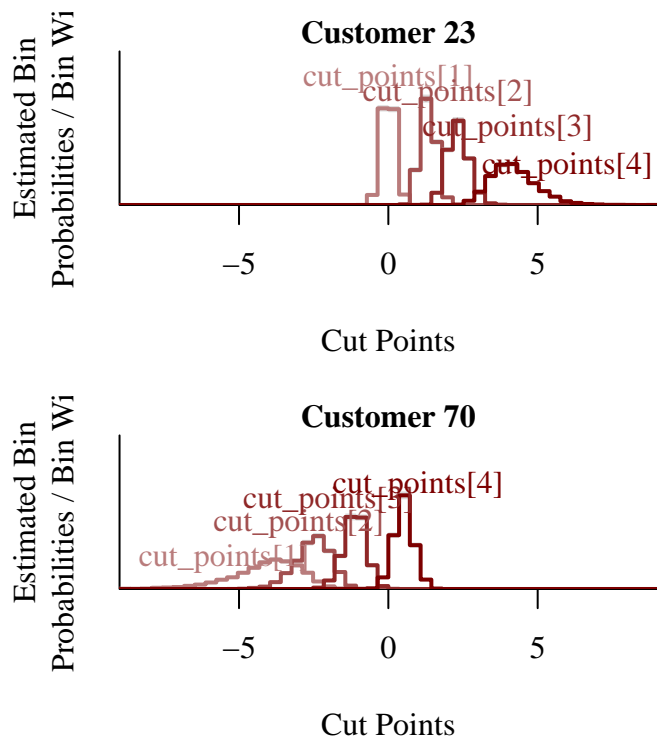 Customer 23
Estimated Bin
Probabilities / Bin Wi
cut_points[1]
cut_points[2]
cut_points[3]
cut_points[4]
−5 0 5
Cut Points
Customer 70
Estimated Bin
Probabilities / Bin Wi
cut_points[4]
cut_points[3]
cut_points[2]
cut_points[1]
−5 0 5
Cut Points